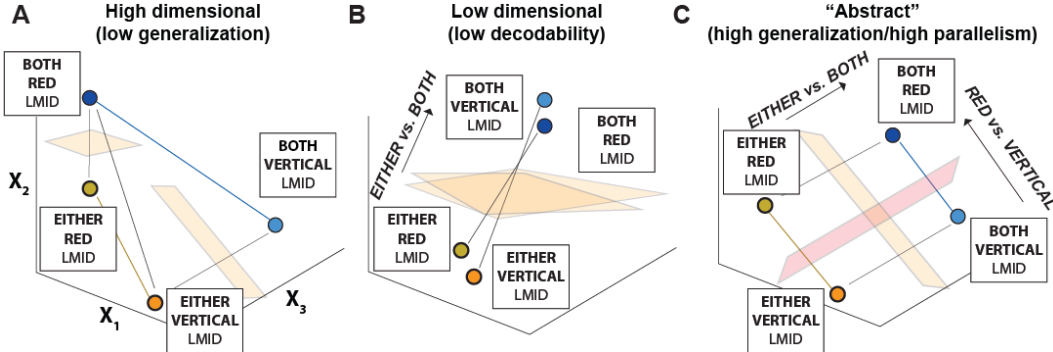 A
High dimensional
(low generalization)
BOTH
RED
LMID
BOTH
VERTICAL
LMID
X2
EITHER
RED
LMID
X1
EITHER
VERTICAL
LMID
X3
B
Low dimensional
(low decodability)
EITHER vs. BOTH
BOTH
VERTICAL
LMID
BOTH
RED
LMID
EITHER
RED
LMID
EITHER
VERTICAL
LMID
C
“Abstract”
(high generalization/high parallelism)
EITHER vs. BOTH
BOTH
RED
LMID
RED vs. VERTICAL
EITHER
RED
LMID
BOTH
VERTICAL
LMID
EITHER
VERTICAL
LMID